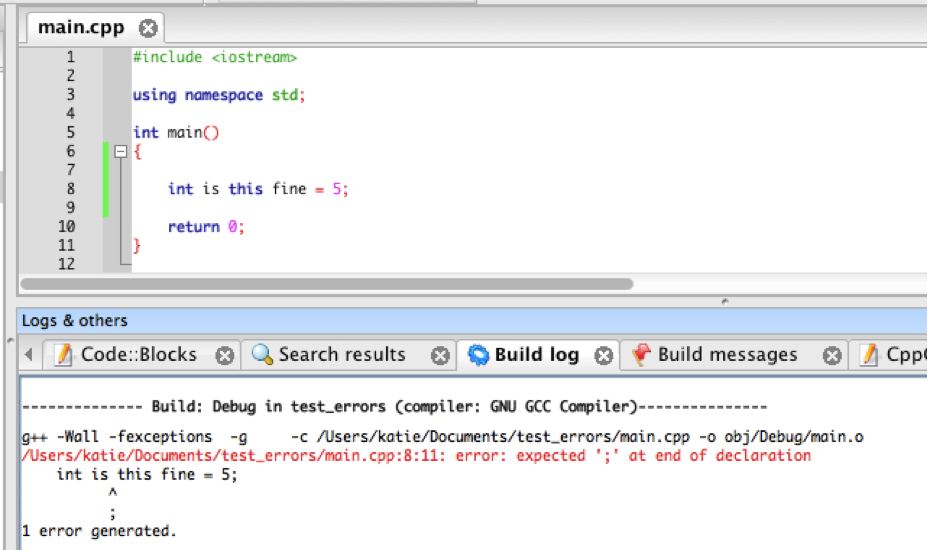 main.cpp
1 #include <iostream>
2
3 using namespace std;
4
5 int main()
6 {
7
8 int is this fine = 5;
9
10 return 0;
11 }
12
Logs & others
Code::Blocks Search results Build log Build messages Cpp
-------------- Build: Debug in test_errors (compiler: GNU GCC Compiler)---------------
g++ -Wall -fexceptions -g -c /Users/katie/Documents/test_errors/main.cpp -o obj/Debug/main.o
/Users/katie/Documents/test_errors/main.cpp:8:11: error: expected ';' at end of declaration
int is this fine = 5;
^
;
1 error generated.